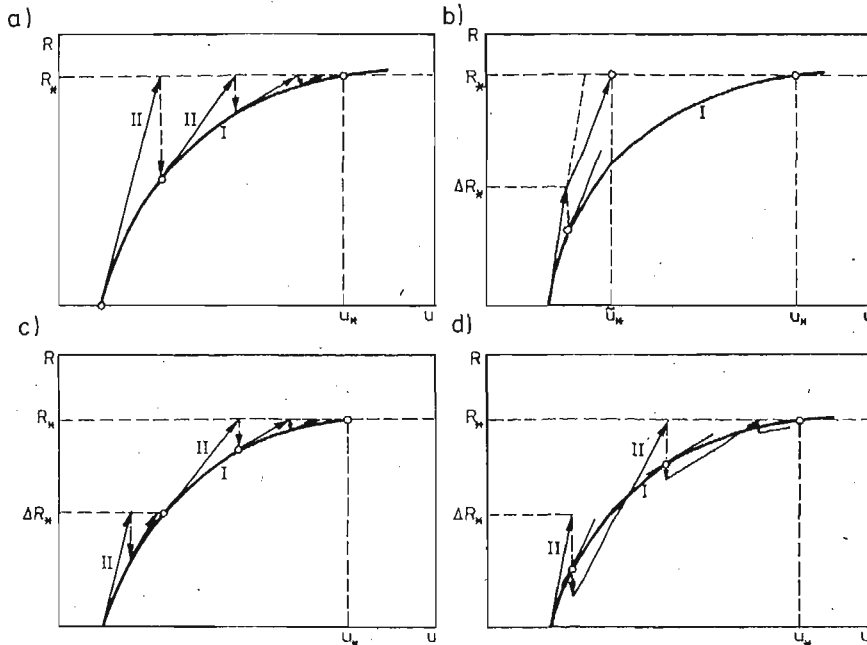 a)
R
R*
II
II
I
u*
u
b)
R
R*
I
ΔR*
ũ*
u*
u
c)
R
R*
II
I
ΔR*
II
u*
u
d)
R
R*
II
I
ΔR*
II
u*
u